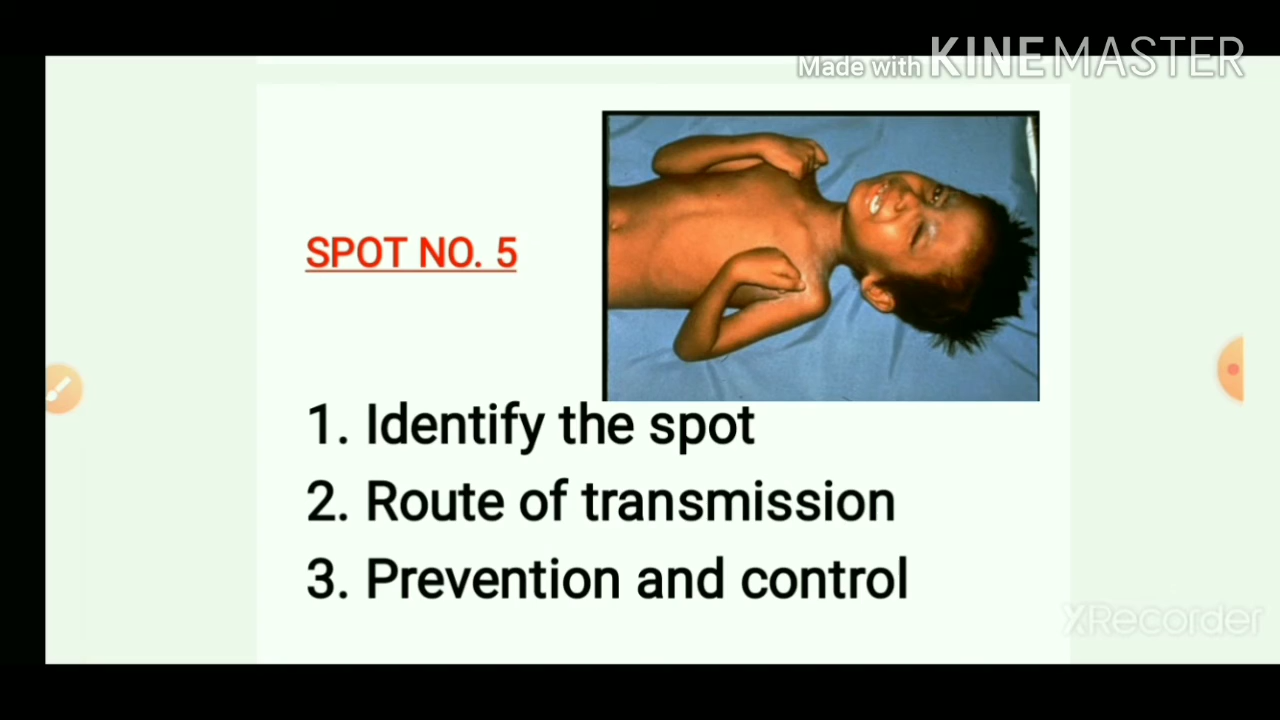 Made with KINEMASTER
SPOT NO. 5
1. Identify the spot
2. Route of transmission
3. Prevention and control
XRecorder